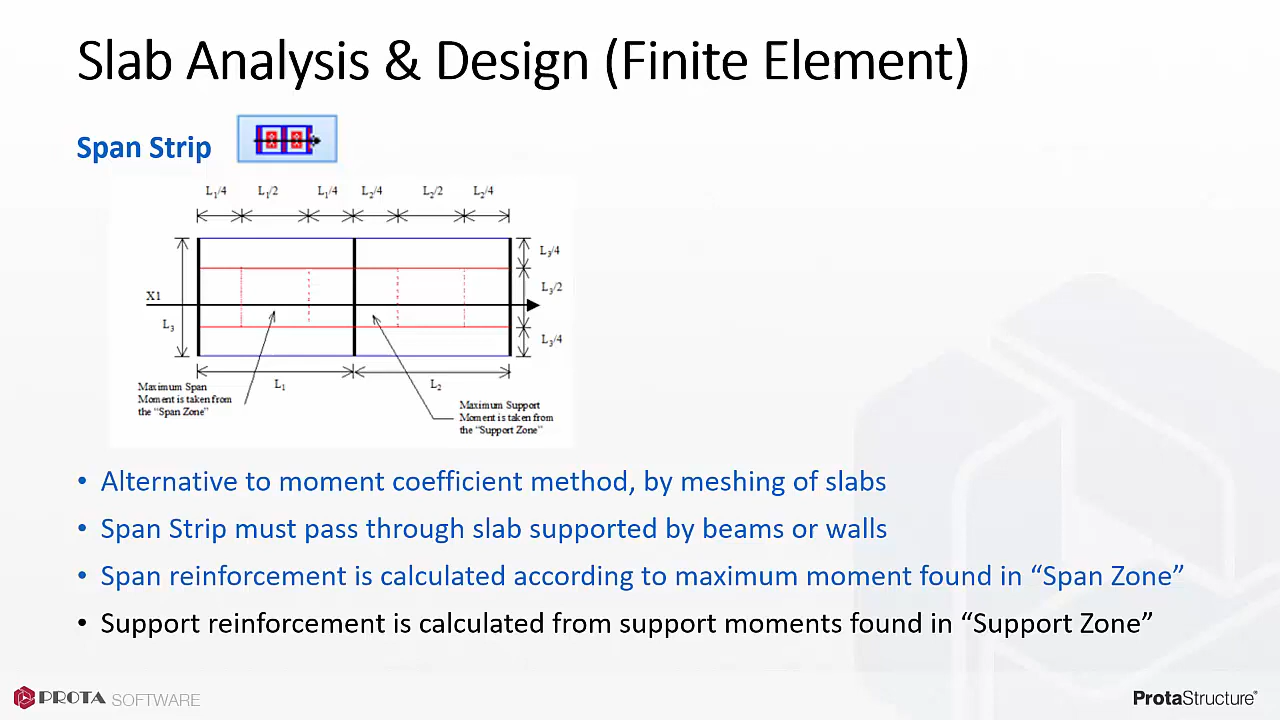 Slab Analysis & Design (Finite Element)
Span Strip
L1/4 L1/2 L1/4 L2/4 L2/2 L2/4
L3/4
X1
L3/2
L3
L3/4
L1 L2
Maximum Span
Moment is taken from
the “Span Zone”
Maximum Support
Moment is taken from
the “Support Zone”
• Alternative to moment coefficient method, by meshing of slabs
• Span Strip must pass through slab supported by beams or walls
• Span reinforcement is calculated according to maximum moment found in “Span Zone”
• Support reinforcement is calculated from support moments found in “Support Zone”
PROTA SOFTWARE
ProtaStructure®